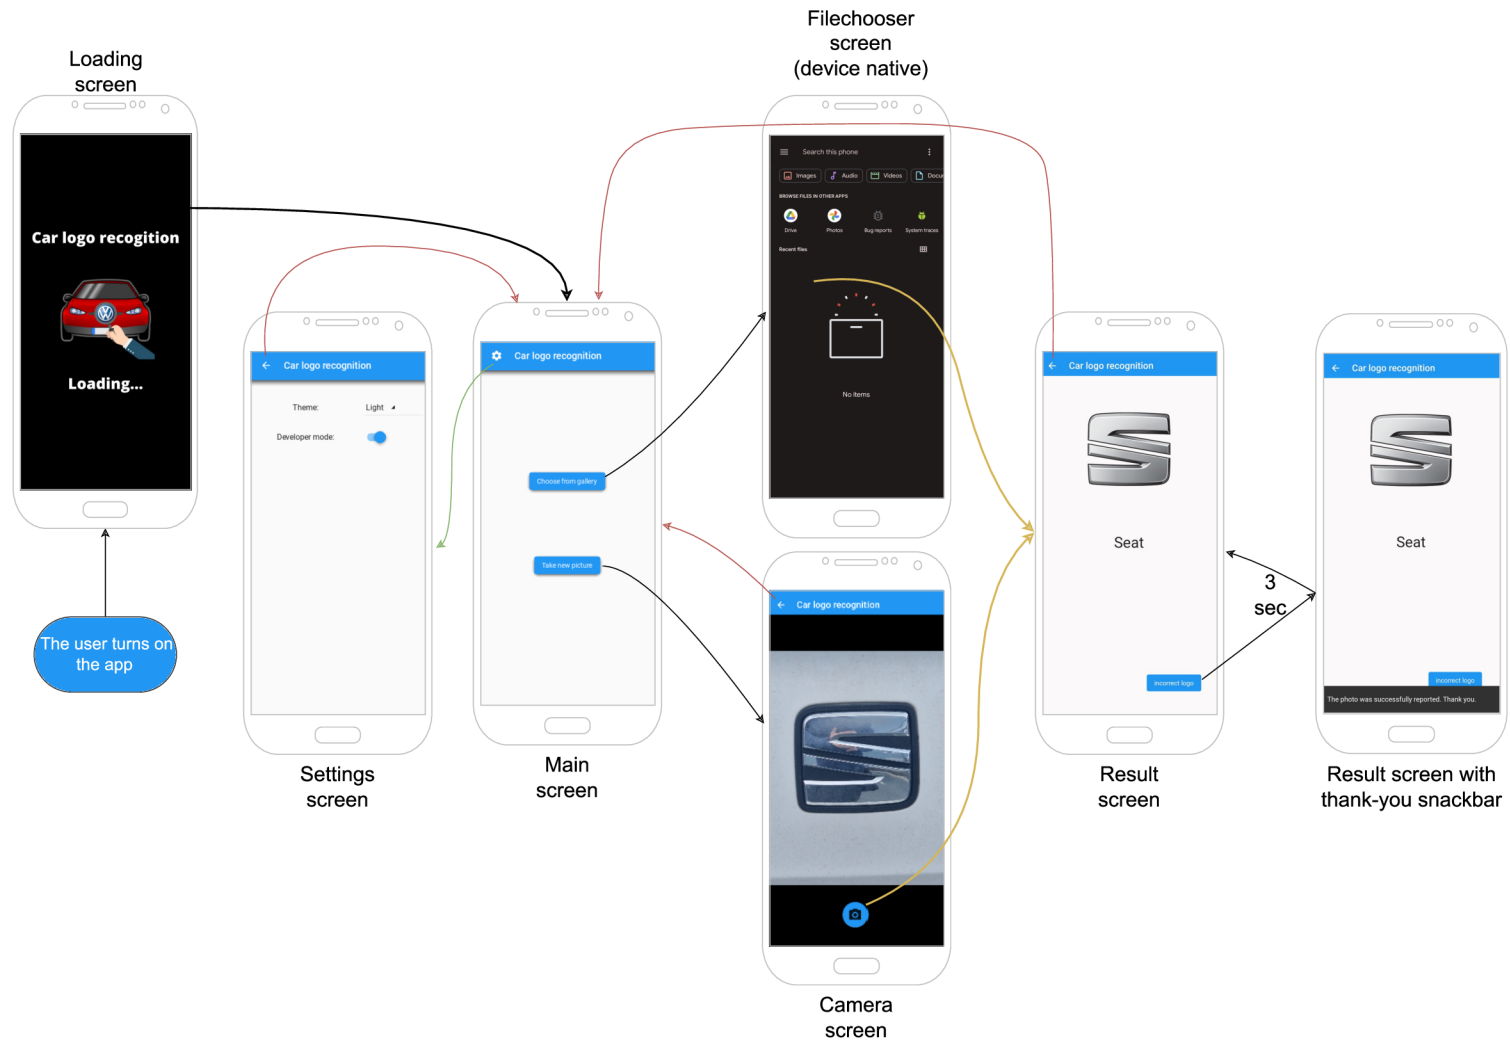 Loading
screen
Car logo recogition
Loading...
The user turns on
the app
Car logo recognition
Theme:
Light
Developer mode:
Settings
screen
Car logo recognition
Choose from gallery
Take new picture
Main
screen
Filechooser
screen
(device native)
Search this phone
Images
Audio
Videos
Docu
BROWSE FILES IN OTHER APPS
Drive
Photos
Bug reports
System traces
Recent files
No items
Car logo recognition
Camera
screen
Car logo recognition
Seat
incorrect logo
Result
screen
3
sec
Car logo recognition
Seat
incorrect logo
The photo was successfully reported. Thank you.
Result screen with
thank-you snackbar